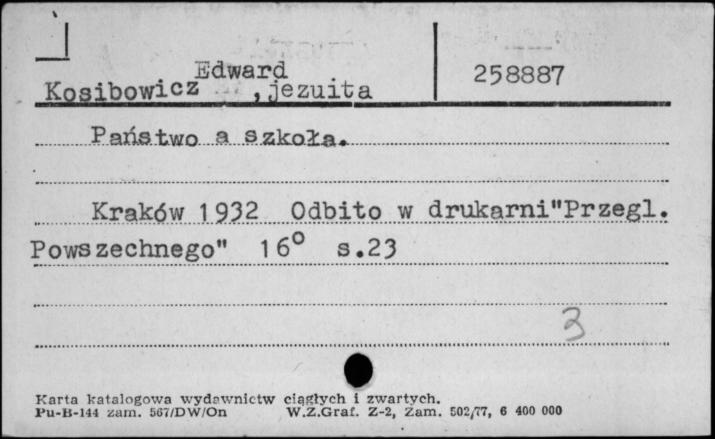 Edward 258887
Kosibowicz ,jezuita
Państwo a szkoła.
Kraków 1932 Odbito w drukarni"Przegl.
Powszechnego" 16° s.23
3
Karta katalogowa wydawnictw ciągłych i zwartych.
Pu-B-144 zam. 567/DW/On W.Z.Graf. Z-2, Zam. 502/77, 6 400 000